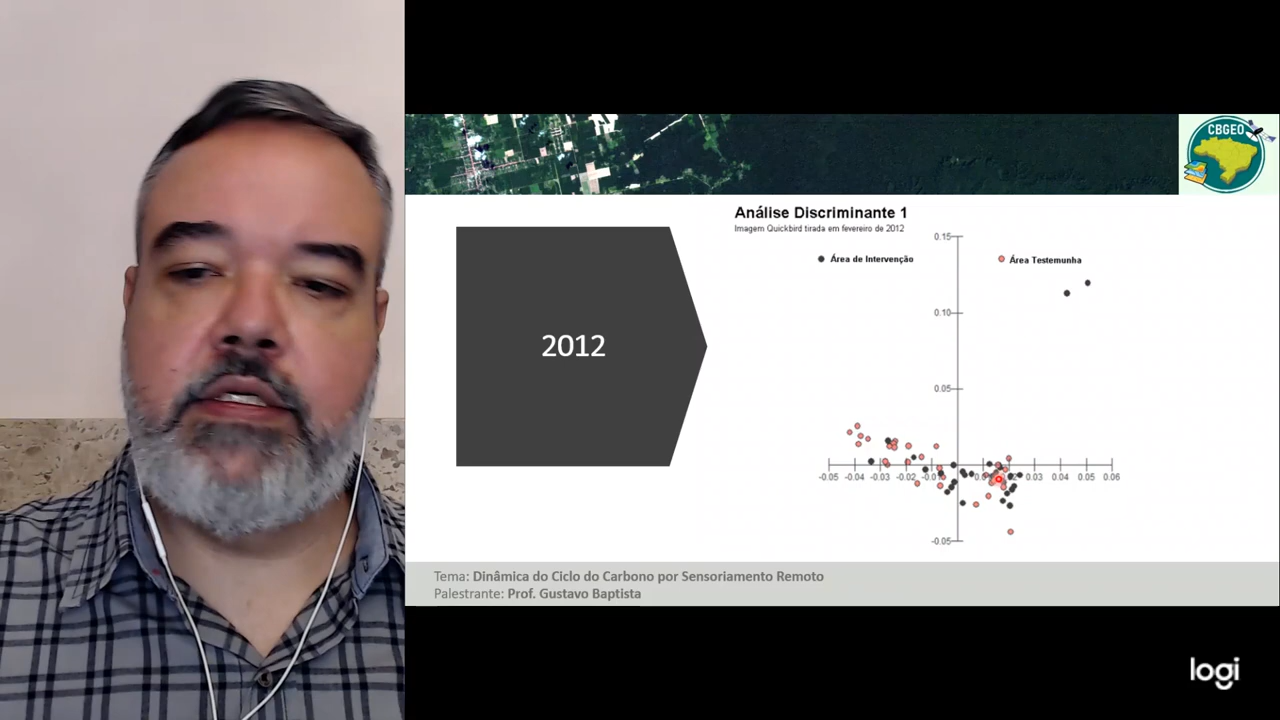 CBGEO
Análise Discriminante 1
Imagem Quickbird tirada em fevereiro de 2012
Área de Intervenção
Área Testemunha
2012
0.15
0.10
0.05
-0.05
-0.05
-0.04
-0.03
-0.02
0.03
0.04
0.05
0.06
Tema: Dinâmica do Ciclo do Carbono por Sensoriamento Remoto
Palestrante: Prof. Gustavo Baptista
logi